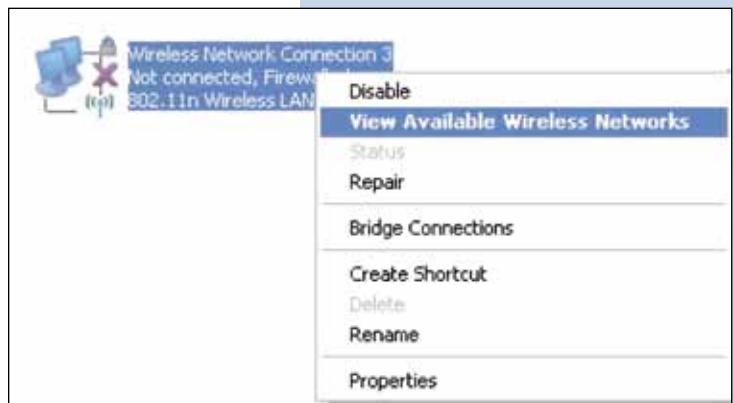 Wireless Network Connection 3
Not connected, Firew
802.11n Wireless LAN
Disable
View Available Wireless Networks
Status
Repair
Bridge Connections
Create Shortcut
Delete
Rename
Properties